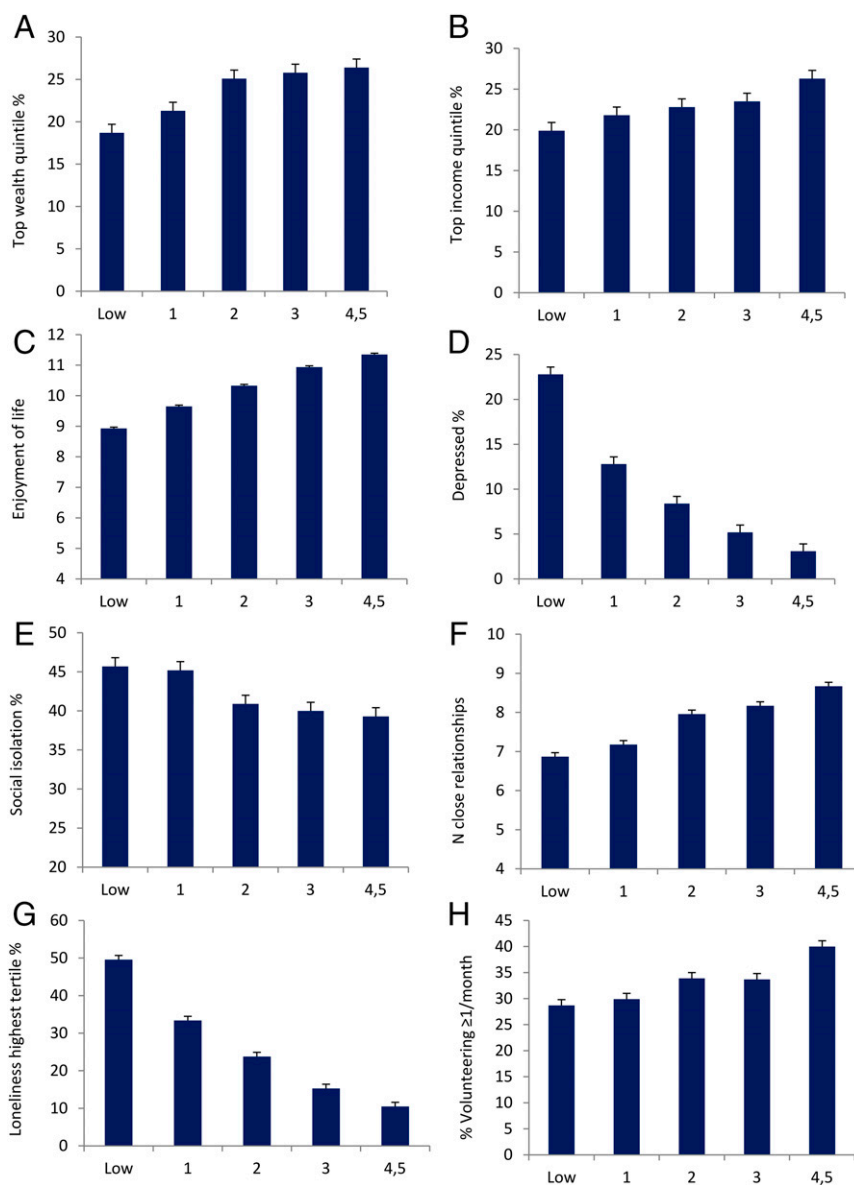 A
Top wealth quintile %
30
25
20
15
10
5
0
Low 1 2 3 4,5
B
Top income quintile %
30
25
20
15
10
5
0
Low 1 2 3 4,5
C
Enjoyment of life
12
11
10
9
8
7
6
5
4
Low 1 2 3 4,5
D
Depressed %
25
20
15
10
5
0
Low 1 2 3 4,5
E
Social isolation %
50
45
40
35
30
25
20
Low 1 2 3 4,5
F
N close relationships
9
8
7
6
5
4
Low 1 2 3 4,5
G
Loneliness highest tertile %
60
50
40
30
20
10
0
Low 1 2 3 4,5
H
% Volunteering ≥1/month
45
40
35
30
25
20
15
10
5
0
Low 1 2 3 4,5